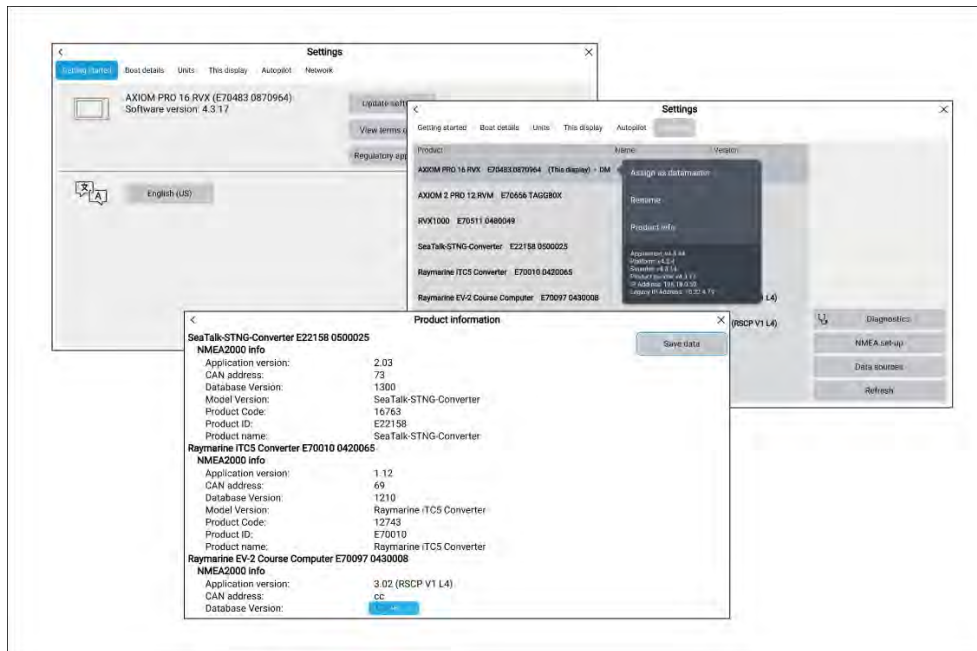 Settings
Getting started Boat details Units This display Autopilot Network
AXIOM PRO 16 RVX (E70483 0870964)
Software version: 4.3.17
Update soft
View terms o
Regulatory app
English (US)
Settings
Getting started Boat details Units This display Autopilot
Product Name Version
AXIOM PRO 16 RVX E70483 0870964 (This display) - DM
Assign as datamaster
AXIOM 2 PRO 12 RVM E70656 TAGGBOX
Rename
RVX1000 E70511 0480049
Product info
SeaTalk-STNG-Converter E22158 0500025
Raymarine iTC5 Converter E70010 0420065
Raymarine EV-2 Course Computer E70097 0430008
L4)
(RSCP V1 L4)
Diagnostics
NMEA set-up
Data sources
Refresh
Product information
Save data
SeaTalk-STNG-Converter E22158 0500025
NMEA2000 info
Application version: 2.03
CAN address: 73
Database Version: 1300
Model Version: SeaTalk-STNG-Converter
Product Code: 16763
Product ID: E22158
Product name: SeaTalk-STNG-Converter
Raymarine iTC5 Converter E70010 0420065
NMEA2000 info
Application version: 1.12
CAN address: 69
Database Version: 1210
Model Version: Raymarine iTC5 Converter
Product Code: 12743
Product ID: E70010
Product name: Raymarine iTC5 Converter
Raymarine EV-2 Course Computer E70097 0430008
NMEA2000 info
Application version: 3.02 (RSCP V1 L4)
CAN address: cc
Database Version: